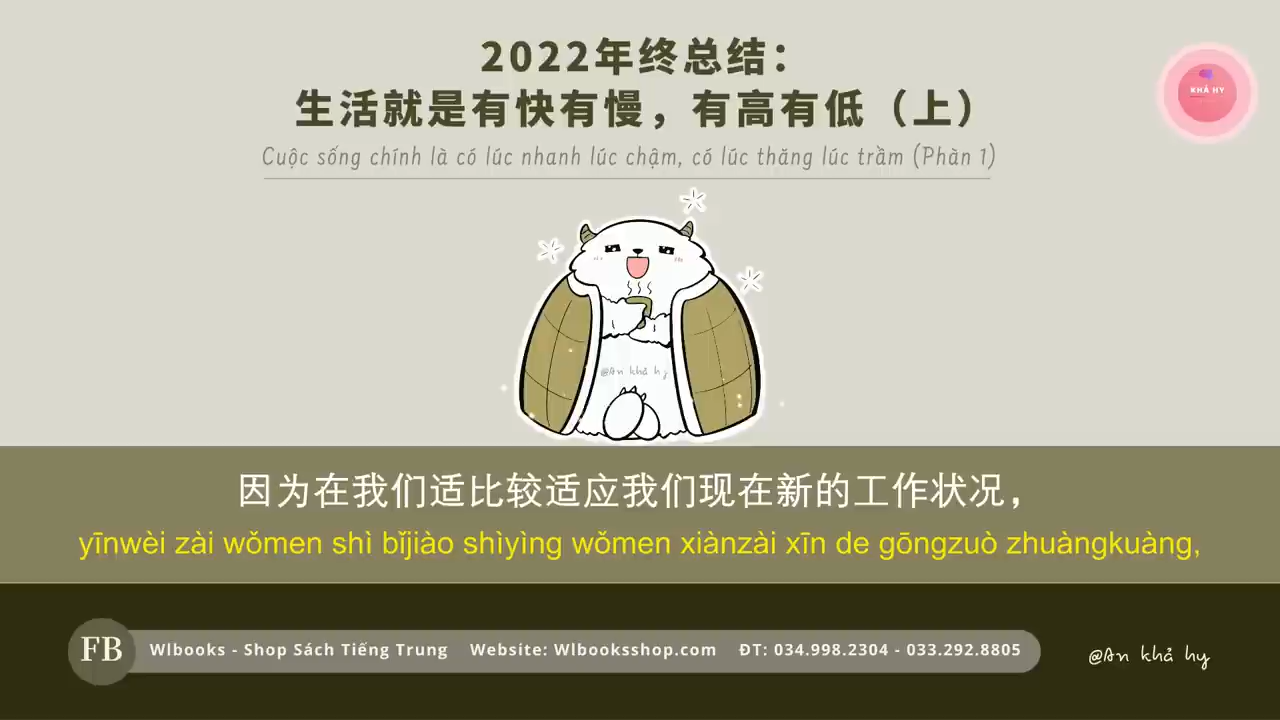 2022年终总结：
生活就是有快有慢，有高有低（上）
Cuộc sống chính là có lúc nhanh lúc chậm, có lúc thăng lúc trầm (Phần 1)
KHẢ HY
@An khả hy
因为在我们适比较适应我们现在新的工作状况，
yīnwèi zài wǒmen shì bǐjiào shìyìng wǒmen xiànzài xīn de gōngzuò zhuàngkuàng,
FB
Wlbooks - Shop Sách Tiếng Trung Website: Wlbooksshop.com ĐT: 034.998.2304 - 033.292.8805
@An khả hy